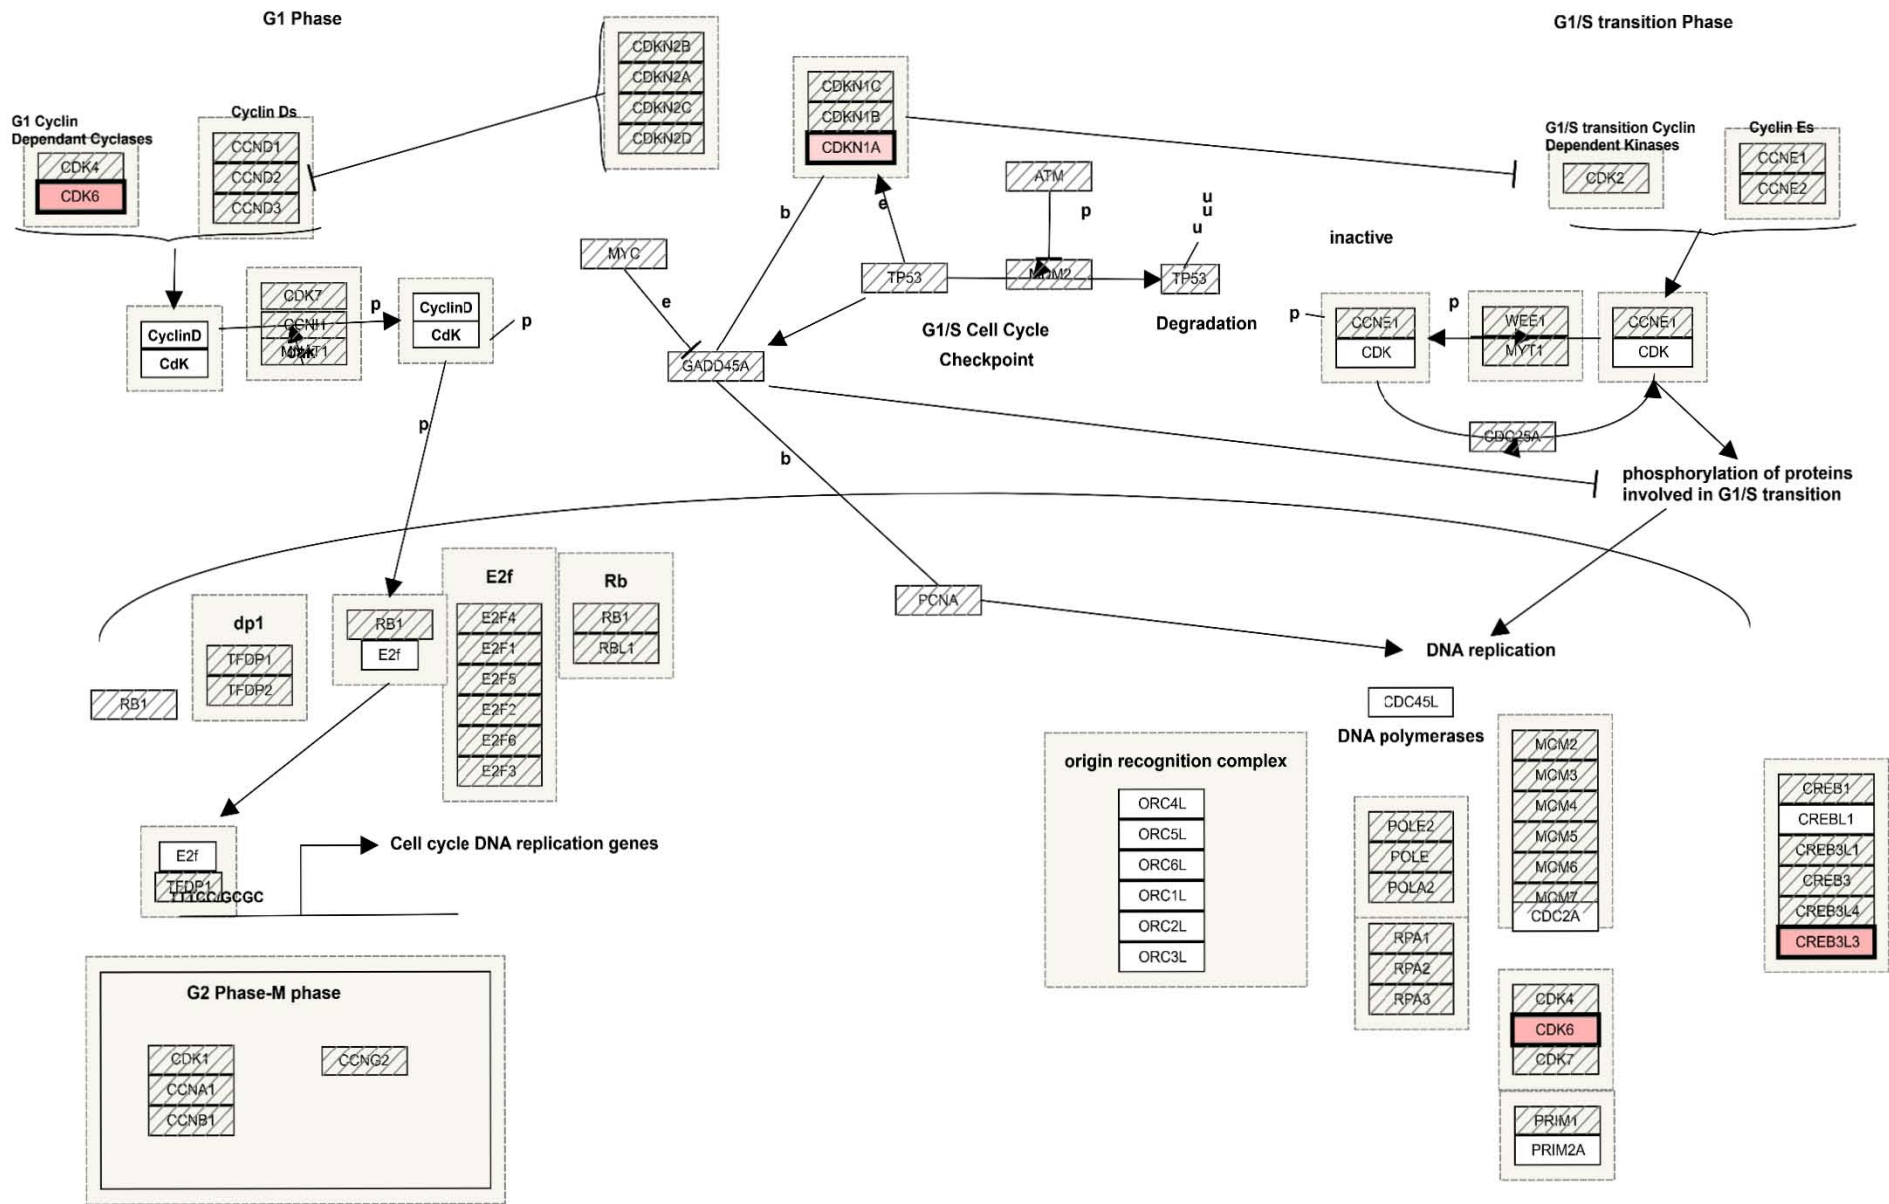 G1 Phase
G1/S transition Phase
CDKN2B
CDKN2A
CDKN2C
CDKN2D
CDKN1C
CDKN1B
CDKN1A
G1 Cyclin
Dependant Cyclases
CDK4
CDK6
Cyclin Ds
CCND1
CCND2
CCND3
G1/S transition Cyclin
Dependent Kinases
CDK2
Cyclin Es
CCNE1
CCNE2
ATM
b
e
p
u
u
u
MYC
TP53
MDM2
TP53
inactive
e
G1/S Cell Cycle
Checkpoint
Degradation
CyclinD
CdK
CDK7
CCNH
p
CyclinD
CdK
p
GADD45A
p
CCNE1
CDK
p
WEE1
MYT1
CCNE1
CDK
CDC25A
p
b
phosphorylation of proteins
involved in G1/S transition
dp1
TFDP1
TFDP2
RB1
RB1
E2f
E2f
E2F4
E2F1
E2F5
E2F2
E2F6
E2F3
Rb
RB1
RBL1
PCNA
DNA replication
CDC45L
DNA polymerases
origin recognition complex
ORC4L
ORC5L
ORC6L
ORC1L
ORC2L
ORC3L
POLE2
POLE
POLA2
RPA1
RPA2
RPA3
MCM2
MCM3
MCM4
MCM5
MCM6
MCM7
CDC2A
CREB1
CREBL1
CREB3L1
CREB3
CREB3L4
CREB3L3
CDK4
CDK6
CDK7
PRIM1
PRIM2A
E2f
TFDP1
Cell cycle DNA replication genes
G2 Phase-M phase
CDK1
CCNA1
CCNB1
CCNG2